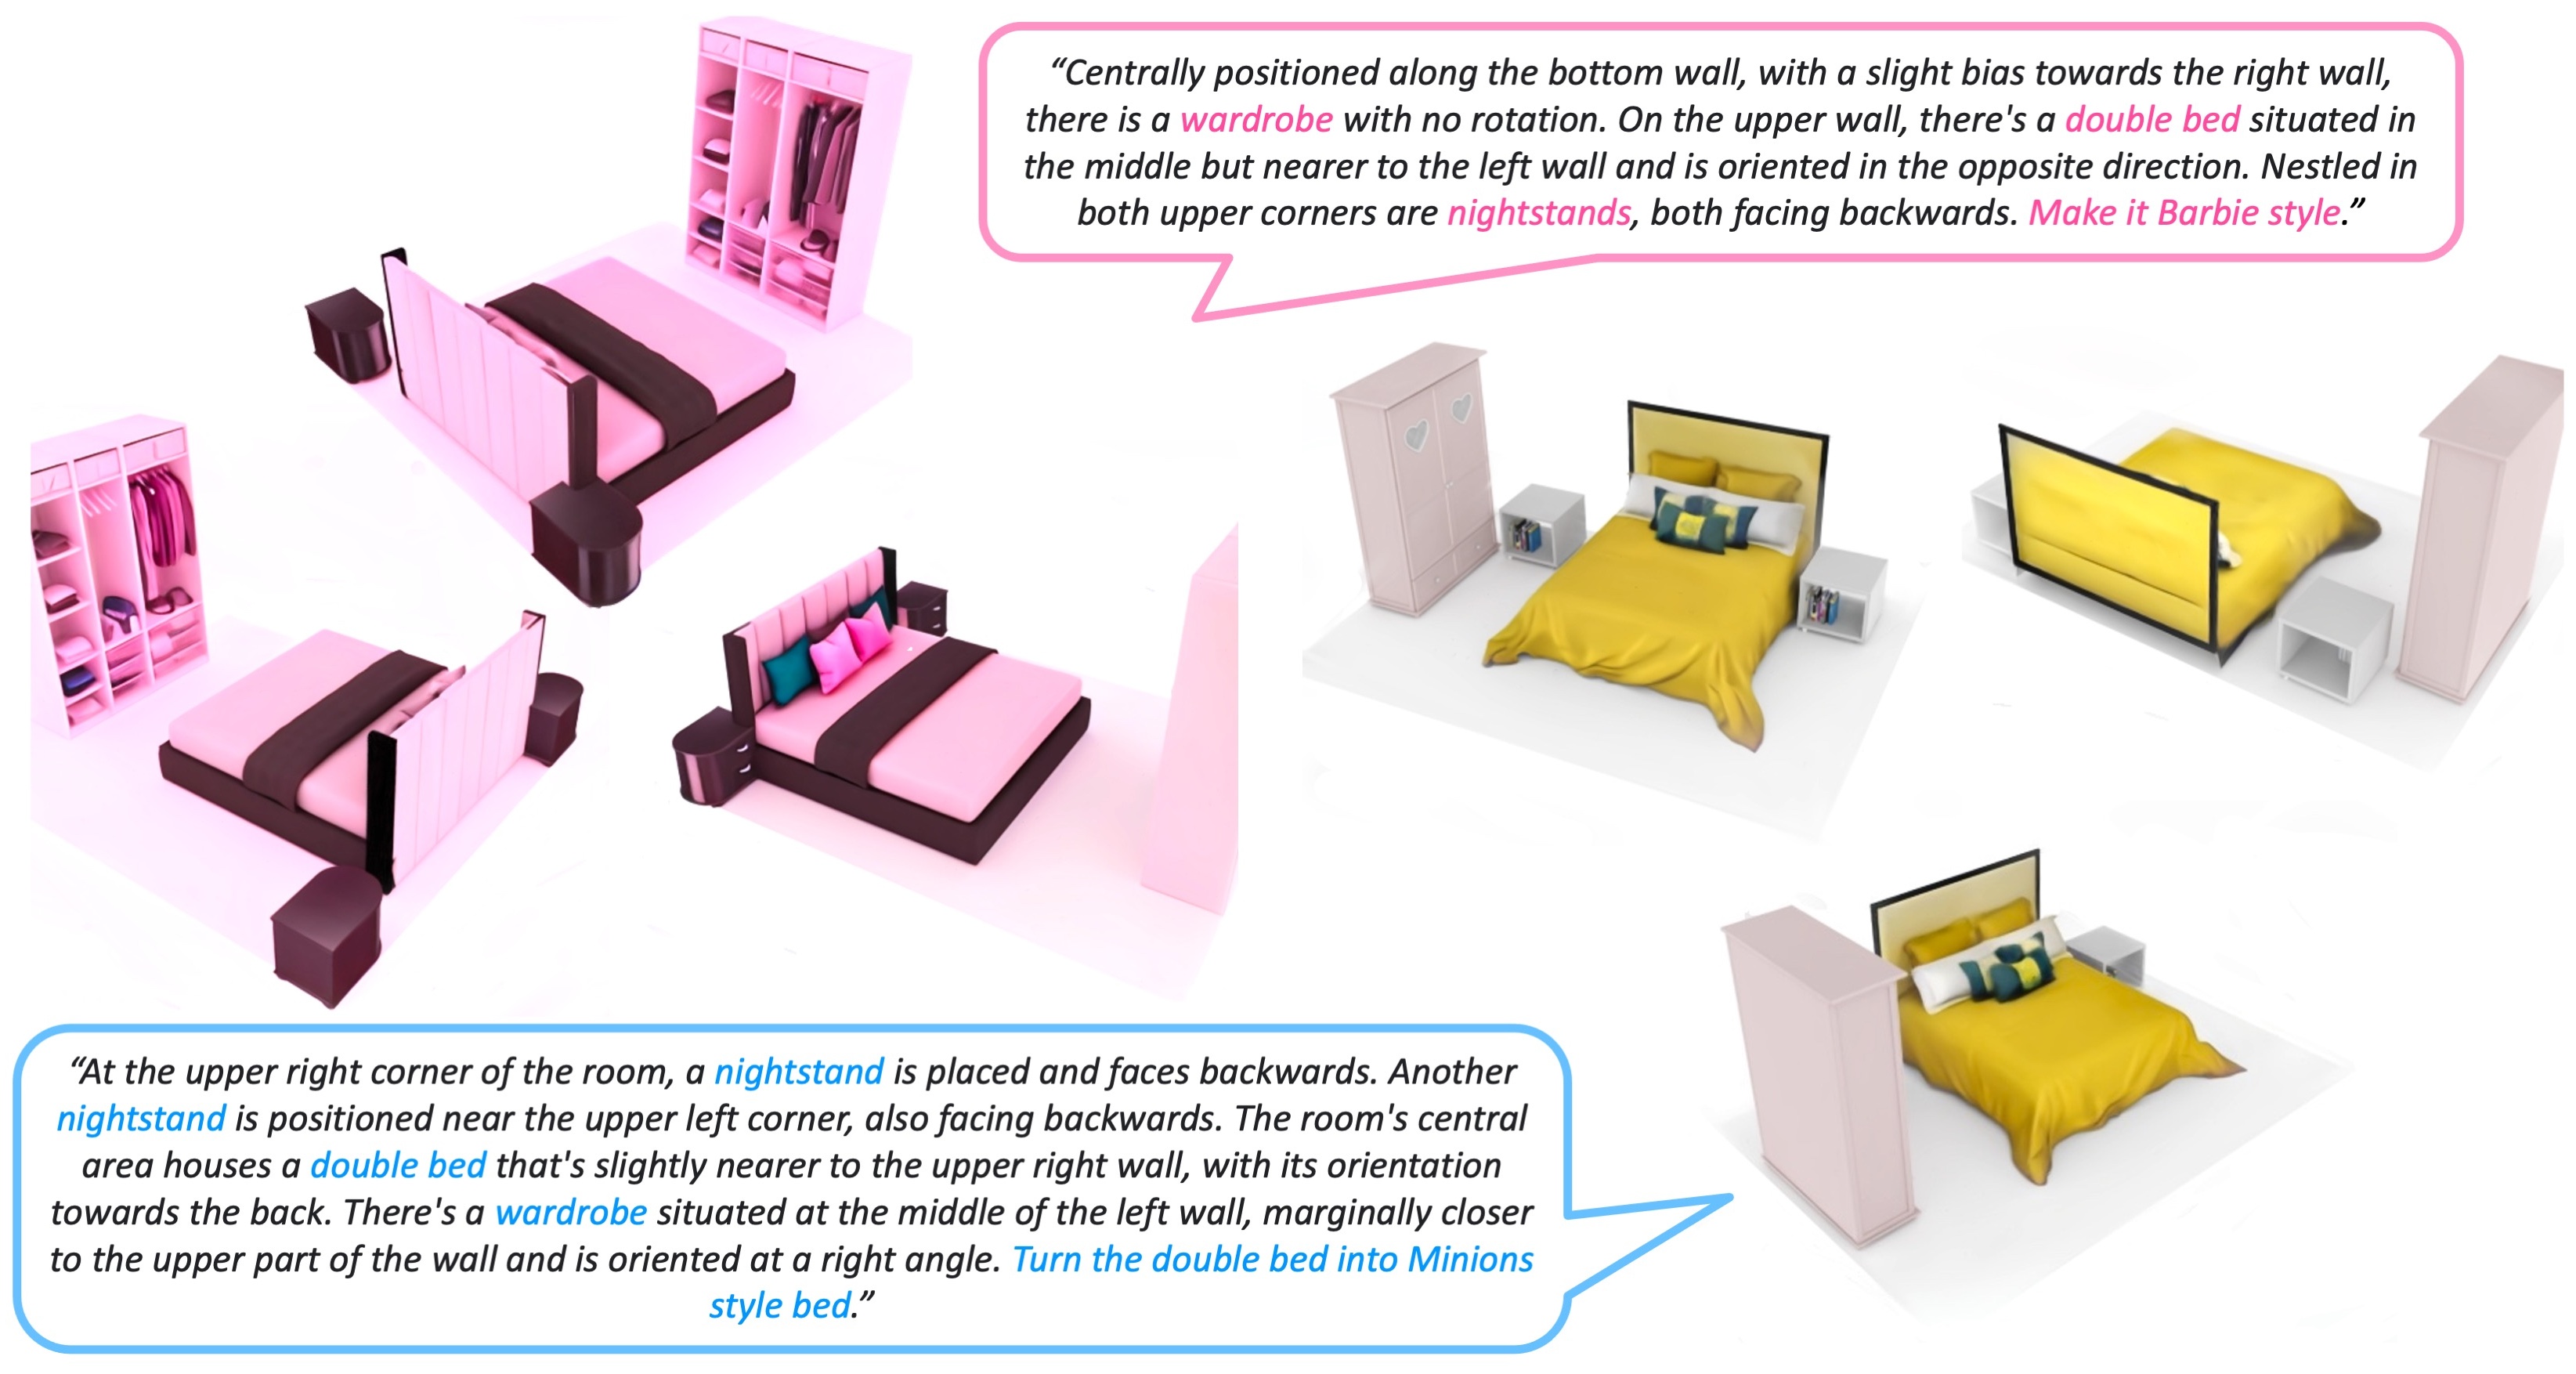 “Centrally positioned along the bottom wall, with a slight bias towards the right wall,
there is a wardrobe with no rotation. On the upper wall, there's a double bed situated in
the middle but nearer to the left wall and is oriented in the opposite direction. Nestled in
both upper corners are nightstands, both facing backwards. Make it Barbie style.”
“At the upper right corner of the room, a nightstand is placed and faces backwards. Another
nightstand is positioned near the upper left corner, also facing backwards. The room's central
area houses a double bed that's slightly nearer to the upper right wall, with its orientation
towards the back. There's a wardrobe situated at the middle of the left wall, marginally closer
to the upper part of the wall and is oriented at a right angle. Turn the double bed into Minions
style bed.”